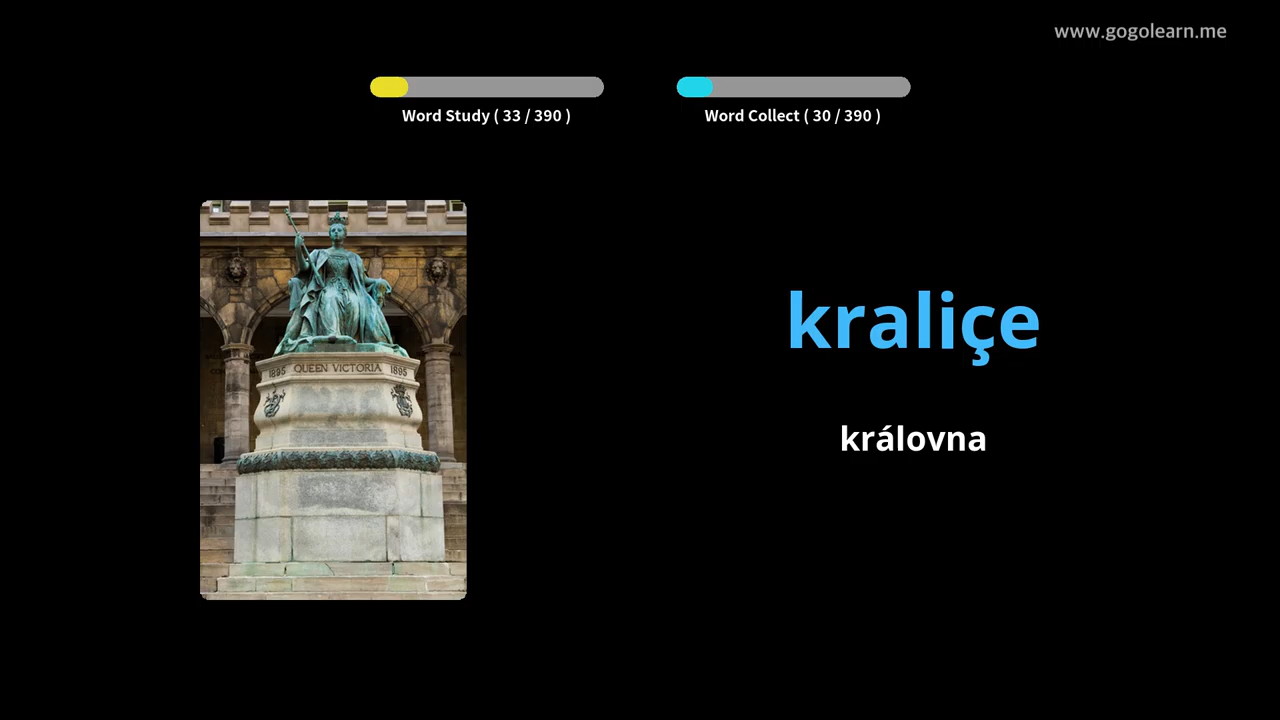 www.gogolearn.me
Word Study ( 33 / 390 )
Word Collect ( 30 / 390 )
1895 QUEEN VICTORIA 1895
kraliçe
královna